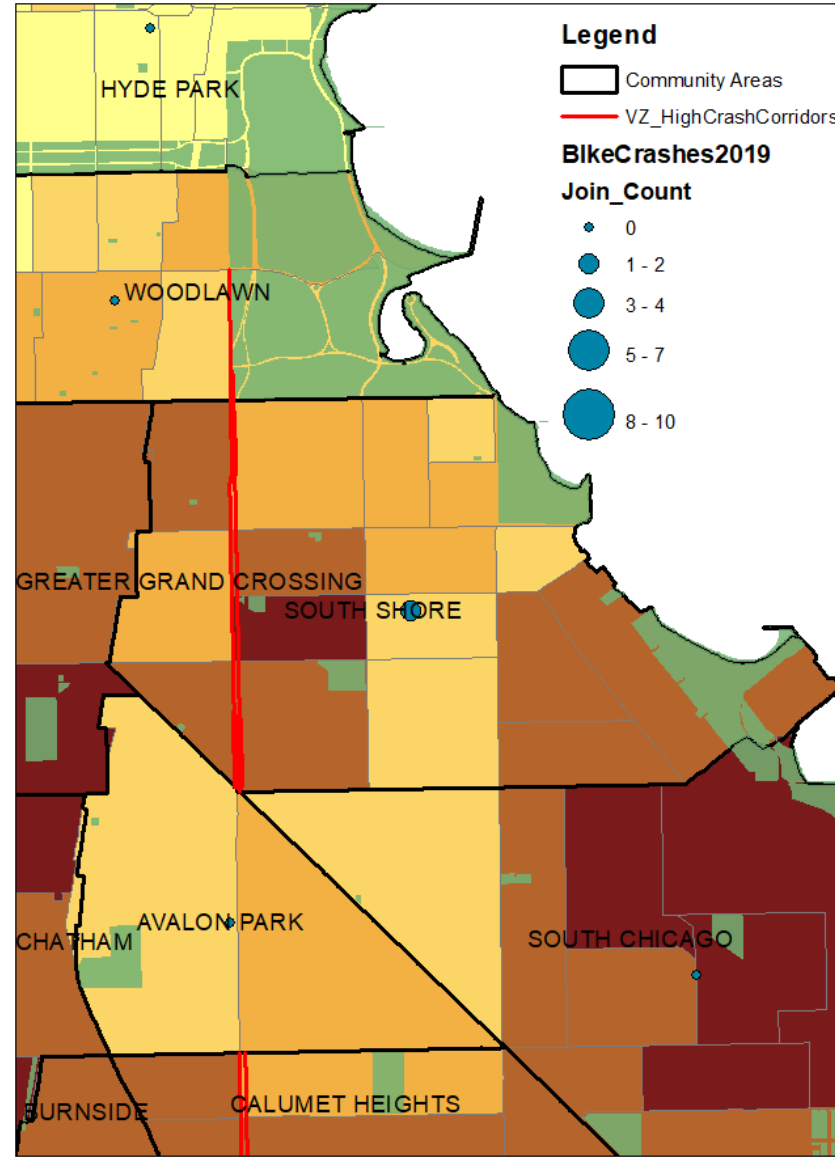 Legend
Community Areas
VZ_HighCrashCorridors
BIkeCrashes2019
Join_Count
0
1 - 2
3 - 4
5 - 7
8 - 10
HYDE PARK
WOODLAWN
GREATER GRAND CROSSING
SOUTH SHORE
AVALON PARK
CHATHAM
SOUTH CHICAGO
BURNSIDE
CALUMET HEIGHTS